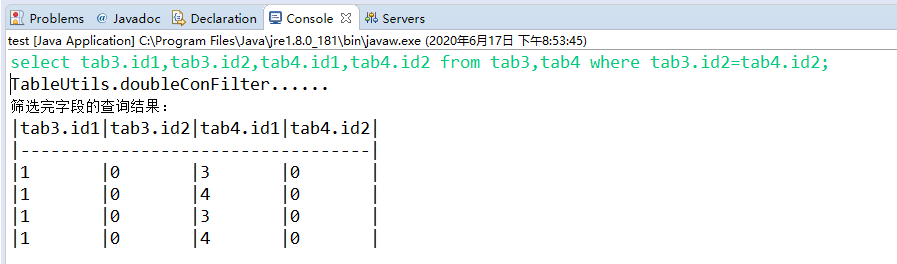 Problems @ Javadoc Declaration Console Servers
test [Java Application] C:\Program Files\Java\jre1.8.0_181\bin\javaw.exe (2020年6月17日 下午8:53:45)
select tab3.id1,tab3.id2,tab4.id1,tab4.id2 from tab3,tab4 where tab3.id2=tab4.id2;
TableUtils.doubleConFilter......
筛选完字段的查询结果：
|tab3.id1|tab3.id2|tab4.id1|tab4.id2|
|-----------------------------------|
|1       |0       |3       |0       |
|1       |0       |4       |0       |
|1       |0       |3       |0       |
|1       |0       |4       |0       |